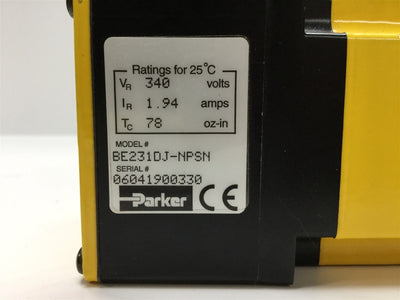 Ratings for 25°C
VR 340 volts
IR 1.94 amps
TC 78 oz-in
MODEL#
BE231DJ-NPSN
SERIAL#
06041900330
Parker CE